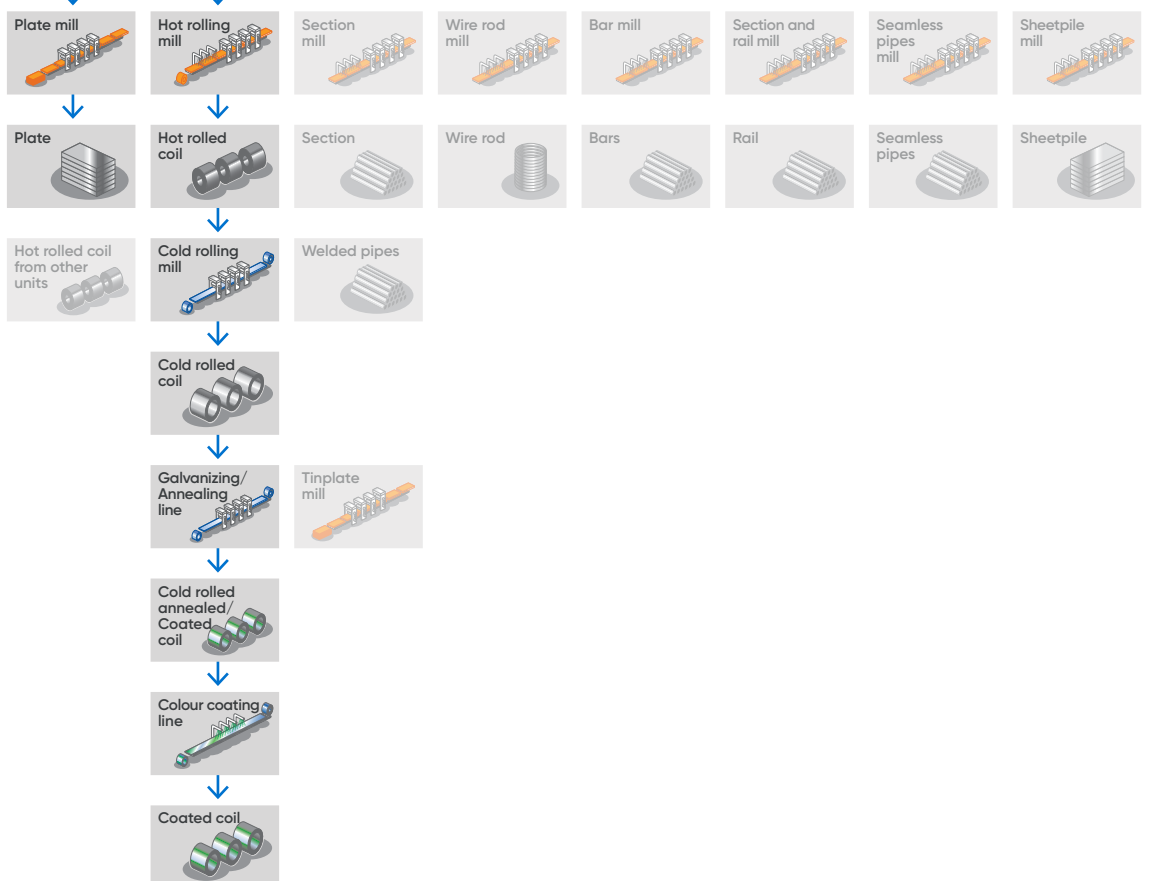 Plate mill
Hot rolling
mill
Section
mill
Wire rod
mill
Bar mill
Section and
rail mill
Seamless
pipes
mill
Sheetpile
mill
Plate
Hot rolled
coil
Section
Wire rod
Bars
Rail
Seamless
pipes
Sheetpile
Hot rolled coil
from other
units
Cold rolling
mill
Welded pipes
Cold rolled
coil
Galvanizing/
Annealing
line
Tinplate
mill
Cold rolled
annealed/
Coated
coil
Colour coating
line
Coated coil